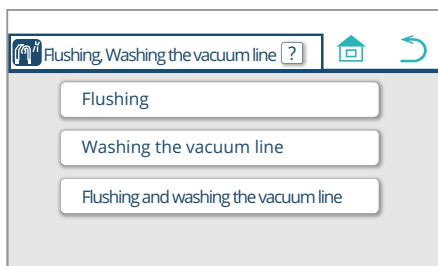 Flushing, Washing the vacuum line ?
Flushing
Washing the vacuum line
Flushing and washing the vacuum line